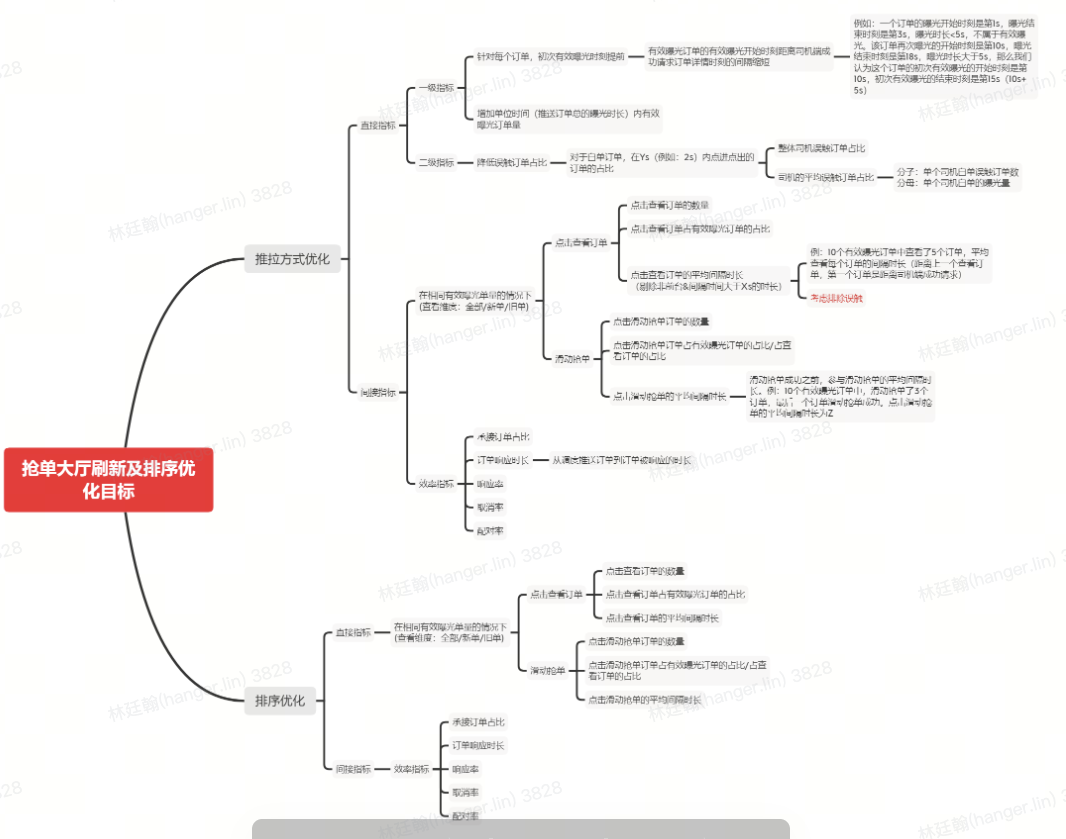 抢单大厅刷新及排序优
化目标
推拉方式优化
直接指标
一级指标
针对每个订单，初次有效曝光时刻提前
有效曝光订单的有效曝光开始时刻距离司机端成
功请求订单详情时刻的间隔缩短
例如：一个订单的曝光开始时刻是第1s，曝光结
束时刻是第3s，曝光时长<5s，不属于有效曝
光。该订单再次曝光的开始时刻是第10s，曝光
结束时刻是第18s，曝光时长大于5s，那么我们
认为这个订单的初次有效曝光的开始时刻是第
10s，初次有效曝光的结束时刻是第15s（10s+
5s）
增加单位时间（推送订单总的曝光时长）内有效
曝光订单量
二级指标
降低误触订单占比
对于白单订单，在Ys（例如：2s）内点进点出的
订单的占比
整体司机误触订单占比
司机的平均误触订单占比
分子：单个司机白单误触订单数
分母：单个司机白单的曝光量
间接指标
在相同有效曝光单量的情况下
(查看维度：全部/新单/旧单)
点击查看订单
点击查看订单的数量
点击查看订单占有效曝光订单的占比
点击查看订单的平均间隔时长
（剔除非前台&间隔时间大于Xs的时长）
例：10个有效曝光订单中查看了5个订单，平均
查看每个订单的间隔时长（距离上一个查看订
单，第一个订单是距离司机端成功请求）
考虑排除误触
滑动抢单
点击滑动抢单订单的数量
点击滑动抢单订单占有效曝光订单的占比/占查
看订单的占比
点击滑动抢单的平均间隔时长
滑动抢单成功之前，参与滑动抢单的平均间隔时
长。例：10个有效曝光订单中，滑动抢单了3个
订单，最后一个订单滑动抢单成功，点击滑动抢
单的平均间隔时长为Z
效率指标
承接订单占比
订单响应时长
从调度推送订单到订单被响应的时长
响应率
取消率
配对率
排序优化
直接指标
在相同有效曝光单量的情况下
(查看维度：全部/新单/旧单)
点击查看订单
点击查看订单的数量
点击查看订单占有效曝光订单的占比
点击查看订单的平均间隔时长
滑动抢单
点击滑动抢单订单的数量
点击滑动抢单订单占有效曝光订单的占比/占查
看订单的占比
点击滑动抢单的平均间隔时长
间接指标
效率指标
承接订单占比
订单响应时长
响应率
取消率
配对率
林廷翰(hanger.lin) 3828